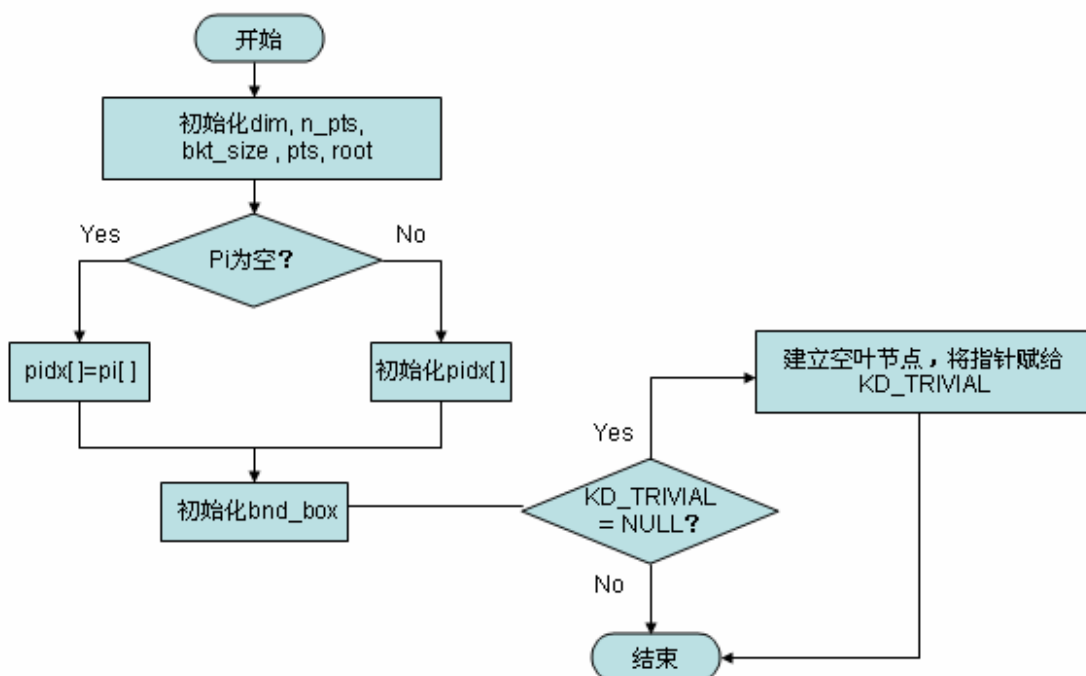 开始
初始化dim, n_pts,
bkt_size , pts, root
Yes
No
Pi为空?
pidx[]=pi[ ]
初始化pidx[]
建立空叶节点，将指针赋给
KD_TRIVIAL
Yes
KD_TRIVIAL
= NULL?
初始化bnd_box
No
结束